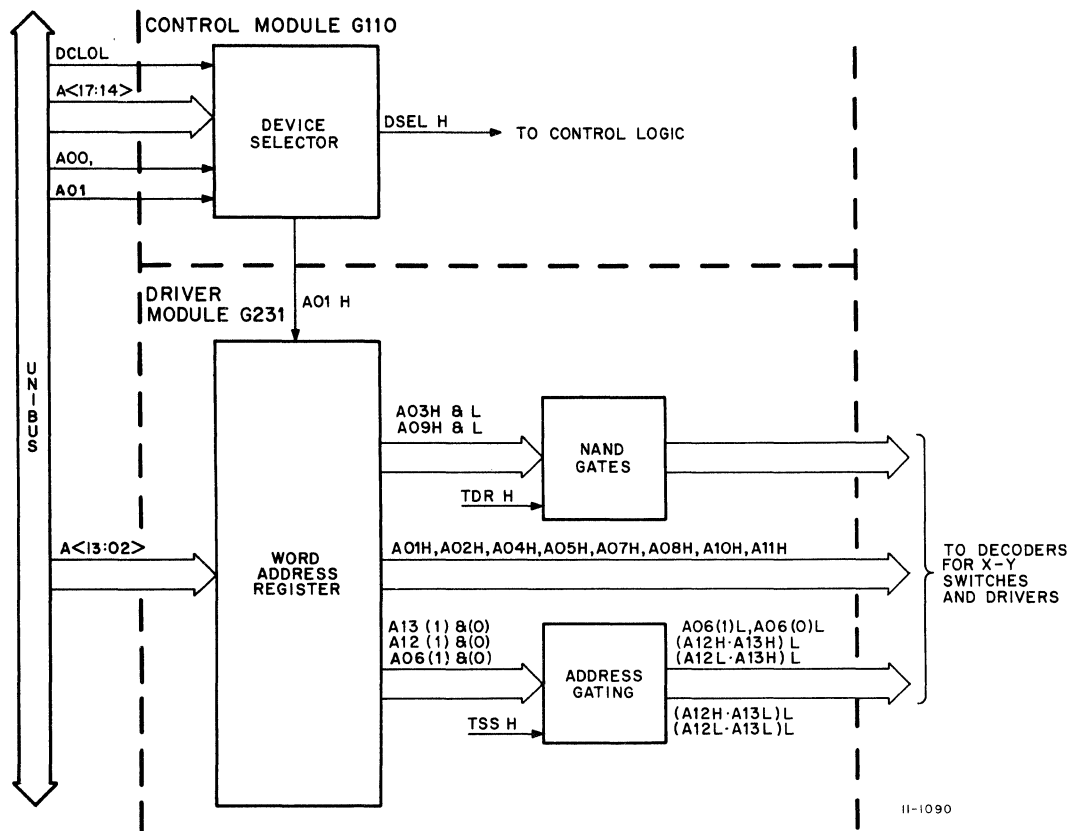 CONTROL MODULE G110
DCLOL
A<17:14>
A00,
A01
DEVICE
SELECTOR
DSEL H
TO CONTROL LOGIC
DRIVER
MODULE G231
A01 H
UNIBUS
A<13:02>
WORD
ADDRESS
REGISTER
A03H & L
A09H & L
TDR H
NAND
GATES
A01H,A02H,A04H,A05H,A07H,A08H,A10H,A11H
TO DECODERS
FOR X-Y
SWITCHES
AND DRIVERS
A13 (1) &(0)
A12 (1) &(0)
A06(1) &(0)
TSS H
ADDRESS
GATING
A06(1)L,A06(0)L
(A12H·A13H)L
(A12L·A13H)L
(A12H·A13L)L
(A12L·A13L)L
11-1090